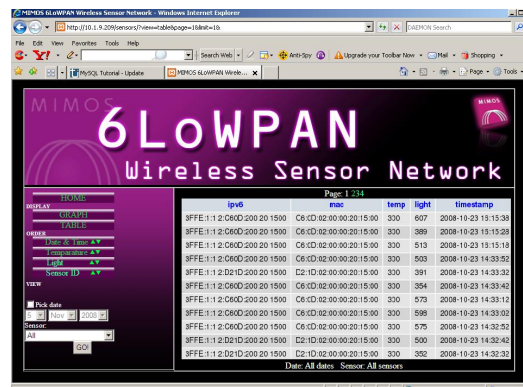 MIMOS 6LoWPAN Wireless Sensor Network - Windows Internet Explorer
http://10.1.9.209/sensors/?view=table&page=1&limit=18
DAEMON Search
File Edit View Favorites Tools Help
Search Web Anti-Spy Upgrade your Toolbar Now Mail Shopping
MySQL Tutorial - Update MIMOS 6LoWPAN Wirele... Page Tools
MIMOS
6LoWPAN
Wireless Sensor Network
MIMOS
HOME
DISPLAY
GRAPH
TABLE
ORDER
Date & Time
Temparature
Light
Sensor ID
VIEW
Pick date
5 Nov 2008
Sensor:
All
GO!
Page: 1 234
ipv6 mac temp light timestamp
3FFE:1:1 2:C60D:200 20 1500 C6:0D:02:00:00:20:15:00 330 607 2008-10-23 15:15:38
3FFE:1:1 2:C60D:200 20 1500 C6:0D:02:00:00:20:15:00 300 389 2008-10-23 15:15:28
3FFE:1:1 2:C60D:200 20 1500 C6:0D:02:00:00:20:15:00 300 513 2008-10-23 15:15:18
3FFE:1:1 2:C60D:200 20 1500 C6:0D:02:00:00:20:15:00 300 503 2008-10-23 14:33:52
3FFE:1:1 2:D21D:200 20 1500 D2:1D:02:00:00:20:15:00 300 391 2008-10-23 14:33:32
3FFE:1:1 2:C60D:200 20 1500 C6:0D:02:00:00:20:15:00 300 354 2008-10-23 14:33:42
3FFE:1:1 2:C60D:200 20 1500 C6:0D:02:00:00:20:15:00 300 573 2008-10-23 14:33:12
3FFE:1:1 2:C60D:200 20 1500 C6:0D:02:00:00:20:15:00 300 598 2008-10-23 14:33:02
3FFE:1:1 2:C60D:200 20 1500 C6:0D:02:00:00:20:15:00 300 575 2008-10-23 14:32:52
3FFE:1:1 2:D21D:200 20 1500 D2:1D:02:00:00:20:15:00 300 500 2008-10-23 14:32:42
3FFE:1:1 2:D21D:200 20 1500 D2:1D:02:00:00:20:15:00 300 352 2008-10-23 14:32:32
Date: All dates Sensor: All sensors